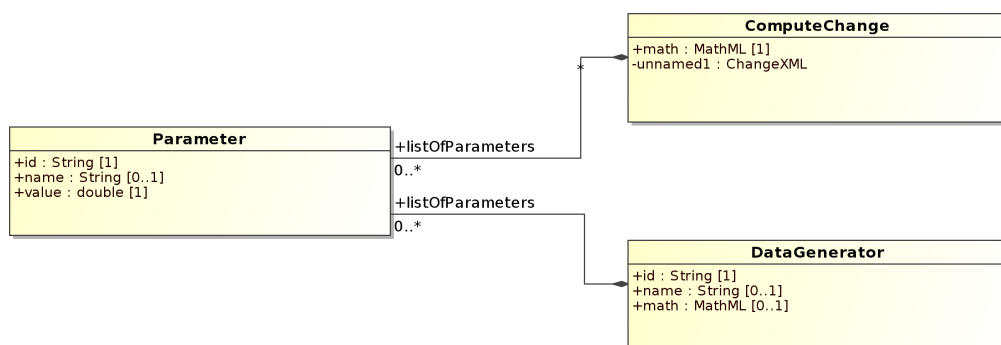 ComputeChange
+math : MathML [1]
-unnamed1 : ChangeXML
*
Parameter
+id : String [1]
+name : String [0..1]
+value : double [1]
+listOfParameters
0..*
+listOfParameters
0..*
DataGenerator
+id : String [1]
+name : String [0..1]
+math : MathML [0..1]